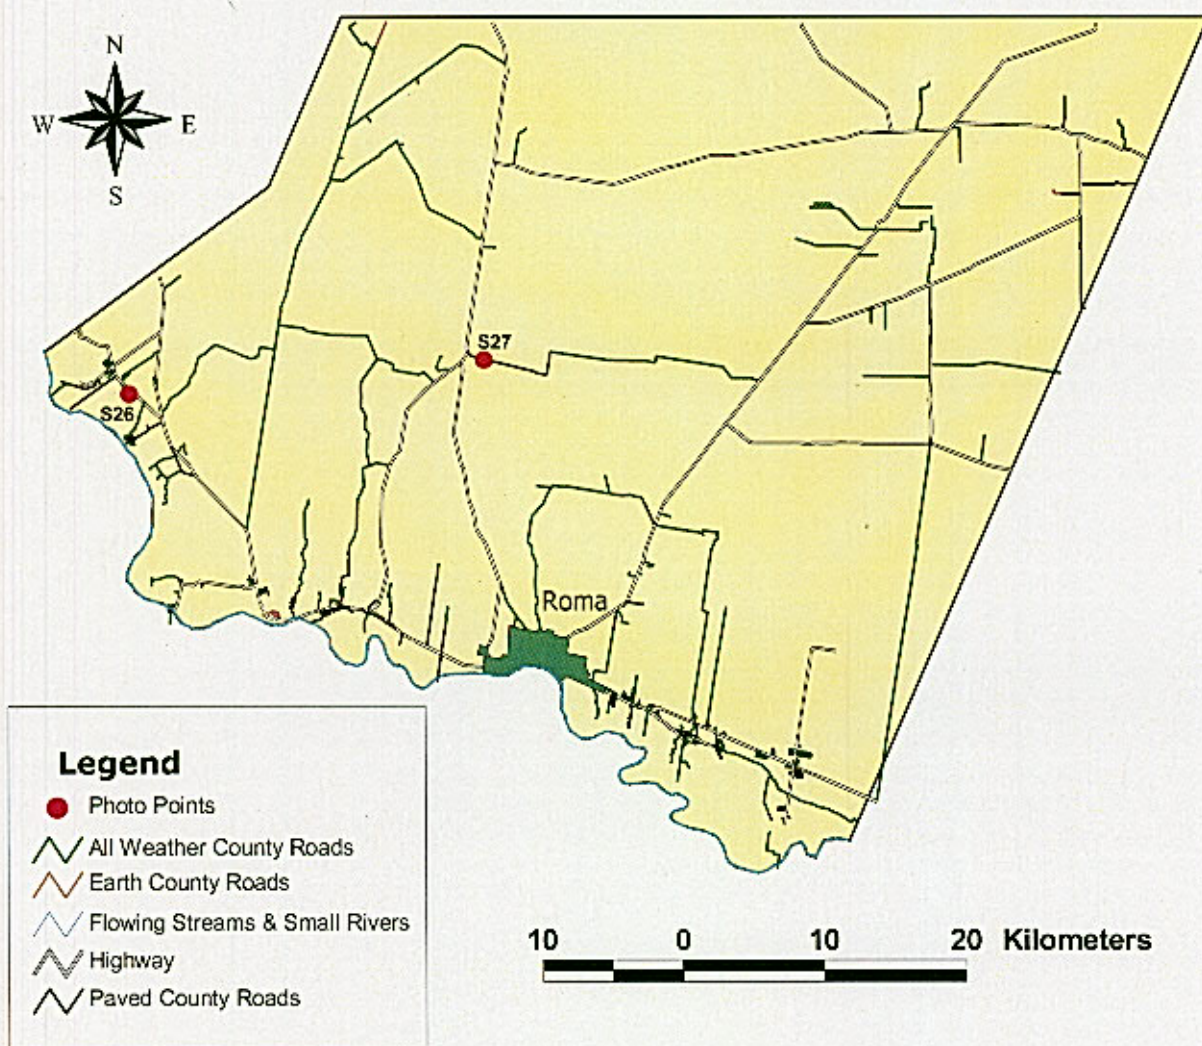 N
W E
S
S27
S26
Roma
Legend
Photo Points
All Weather County Roads
Earth County Roads
Flowing Streams & Small Rivers
Highway
Paved County Roads
10 0 10 20 Kilometers